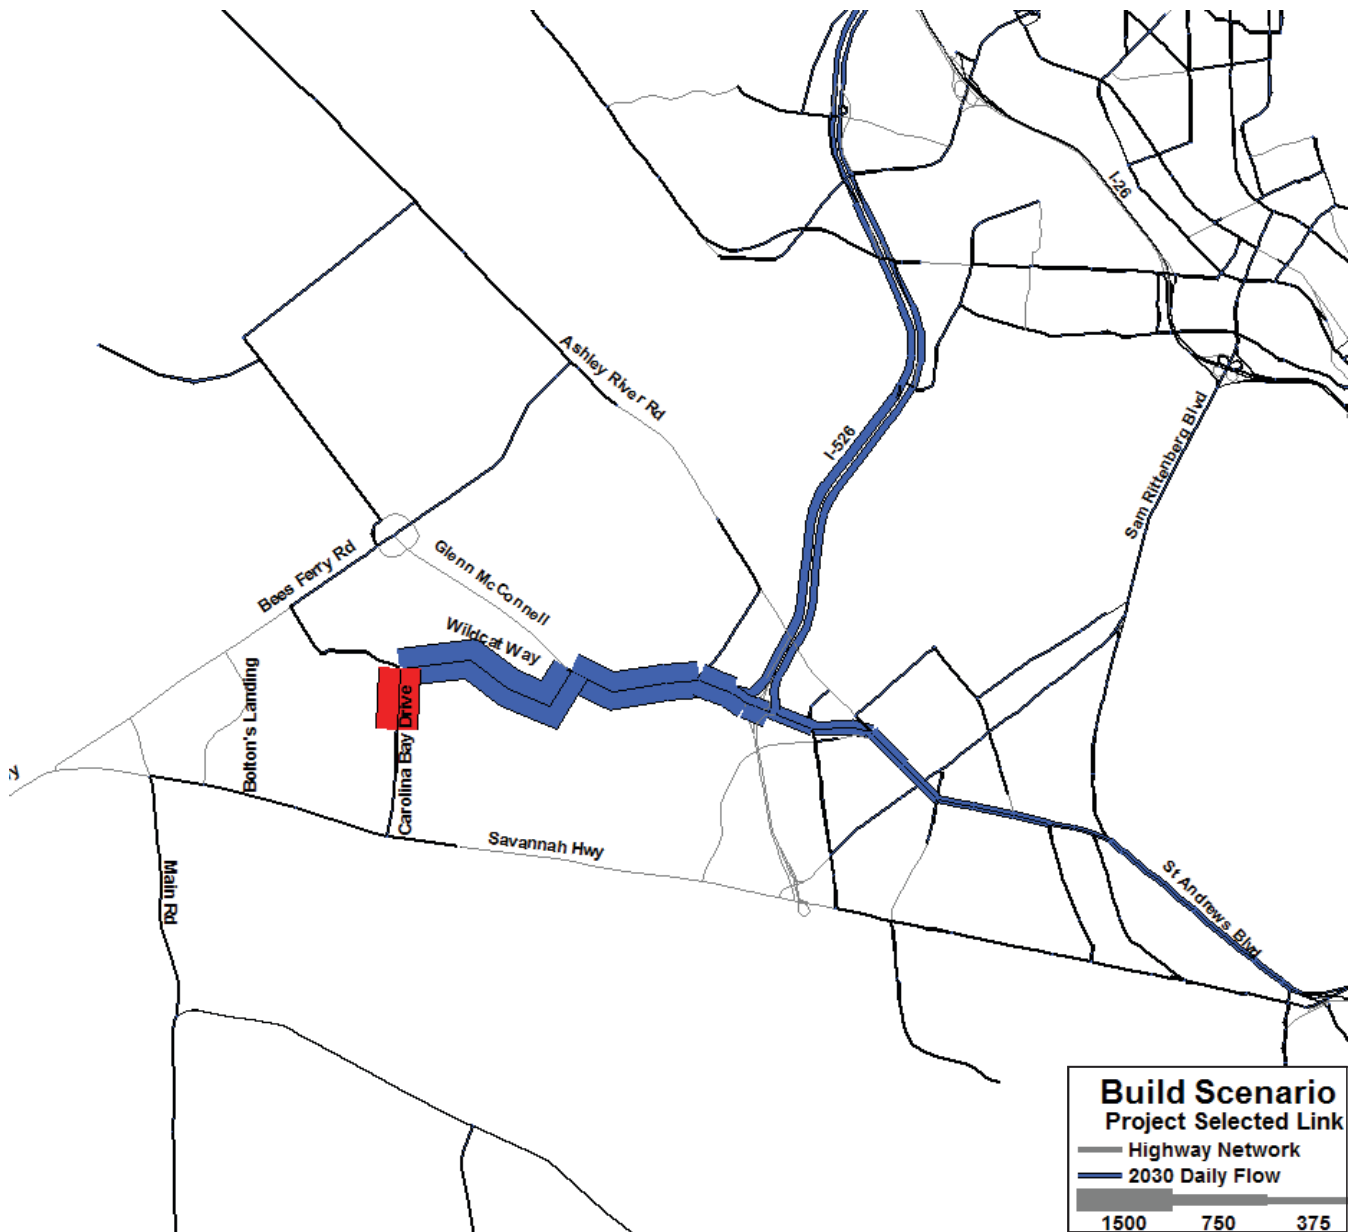 I-26
Ashley River Rd
I-526
Sam Rittenberg Blvd
Bees Ferry Rd
Glenn McConnell
Wildcat Way
Bolton's Landing
Carolina Bay Drive
y
Savannah Hwy
Main Rd
St Andrews Blvd
Build Scenario
Project Selected Link
Highway Network
2030 Daily Flow
1500 750 375